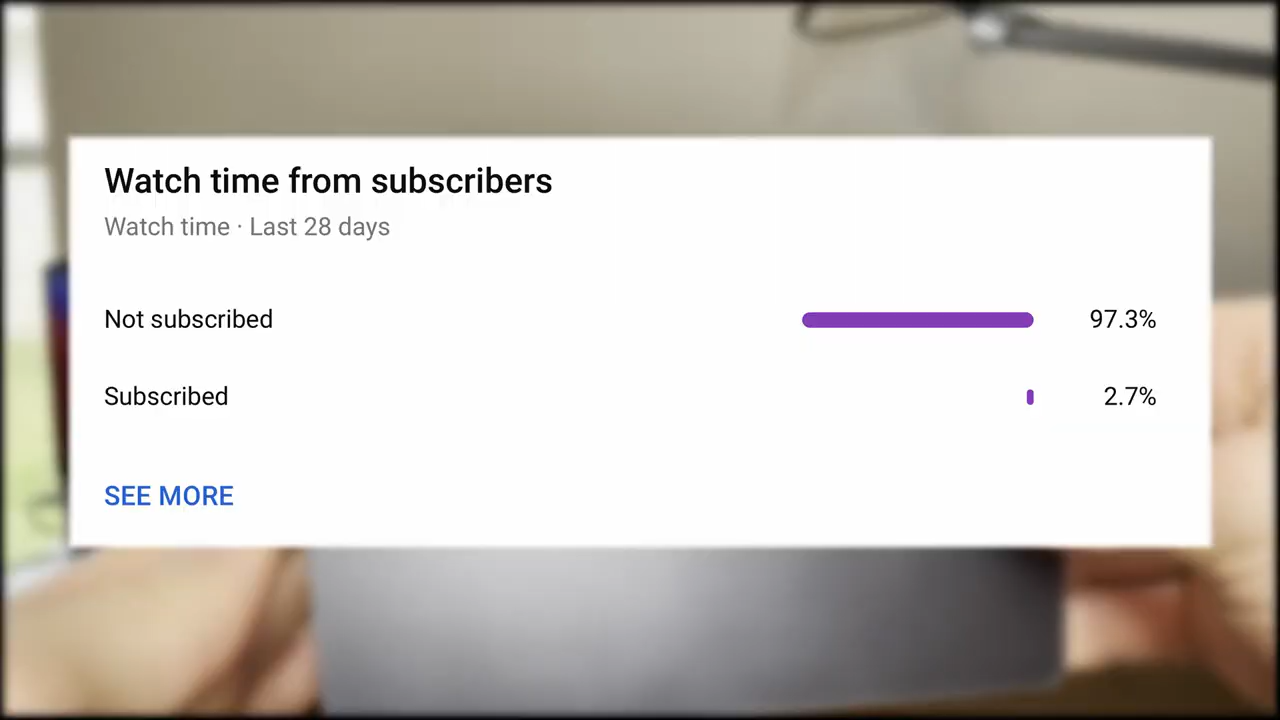 Watch time from subscribers
Watch time · Last 28 days
Not subscribed 97.3%
Subscribed 2.7%
SEE MORE